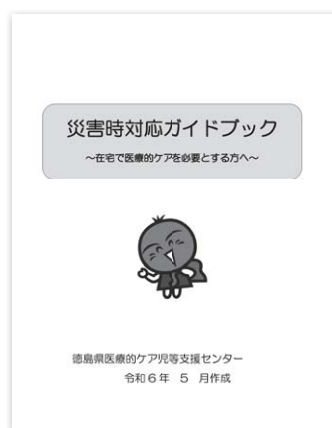 災害時対応ガイドブック
～在宅で医療的ケアを必要とする方へ～
徳島県医療的ケア児等支援センター
令和６年　５　月作成